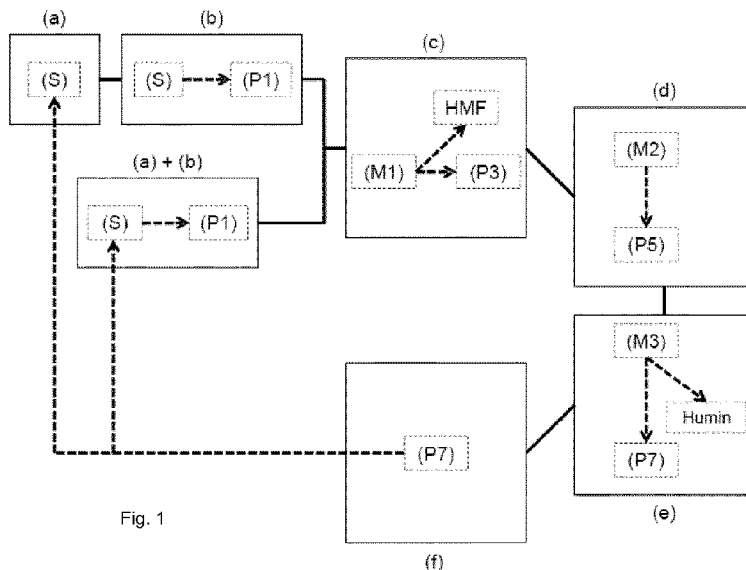 (a)
(b)
(S)
(S)
(P1)
(c)
HMF
(M1)
(P3)
(d)
(M2)
(P5)
(a) + (b)
(S)
(P1)
(M3)
Humin
(P7)
(e)
(P7)
(f)
Fig. 1